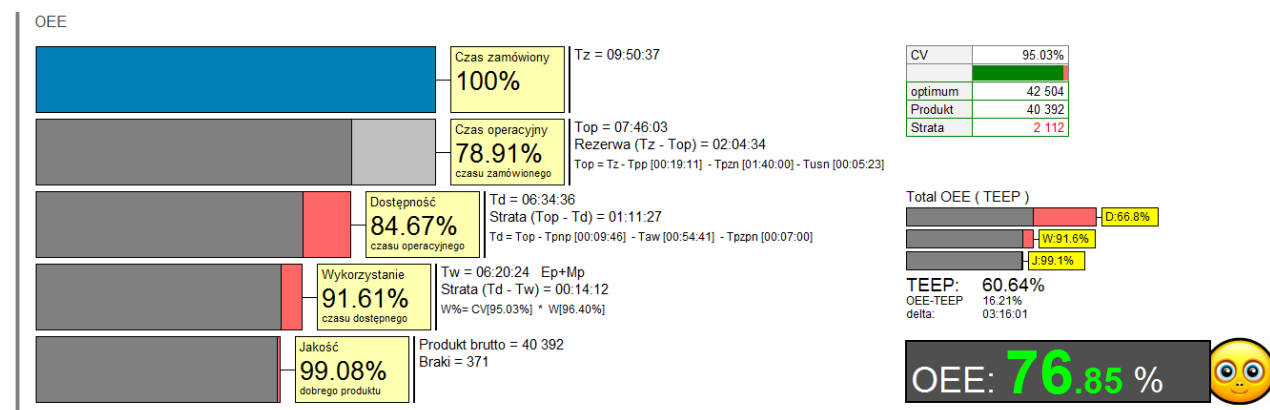 OEE
Czas zamówiony
100%
Tz = 09:50:37
Czas operacyjny
78.91%
czasu zamówionego
Top = 07:46:03
Rezerwa (Tz - Top) = 02:04:34
Top = Tz - Tpp [00:19:11]  - Tpzn [01:40:00] - Tusn [00:05:23]
Dostępność
84.67%
czasu operacyjnego
Td = 06:34:36
Strata (Top - Td) = 01:11:27
Td = Top - Tpnp [00:09:46]  - Taw [00:54:41]  - Tpzpn [00:07:00]
Wykorzystanie
91.61%
czasu dostępnego
Tw = 06:20:24   Ep+Mp
Strata (Td - Tw) = 00:14:12
W%= CV[95.03%]  *  W[96.40%]
Jakość
99.08%
dobrego produktu
Produkt brutto = 40 392
Braki = 371
CV 95.03%
optimum 42 504
Produkt 40 392
Strata 2 112
Total OEE ( TEEP )
D:66.8%
W:91.6%
J:99.1%
TEEP: 60.64%
OEE-TEEP 16.21%
delta: 03:16:01
OEE: 76.85 %